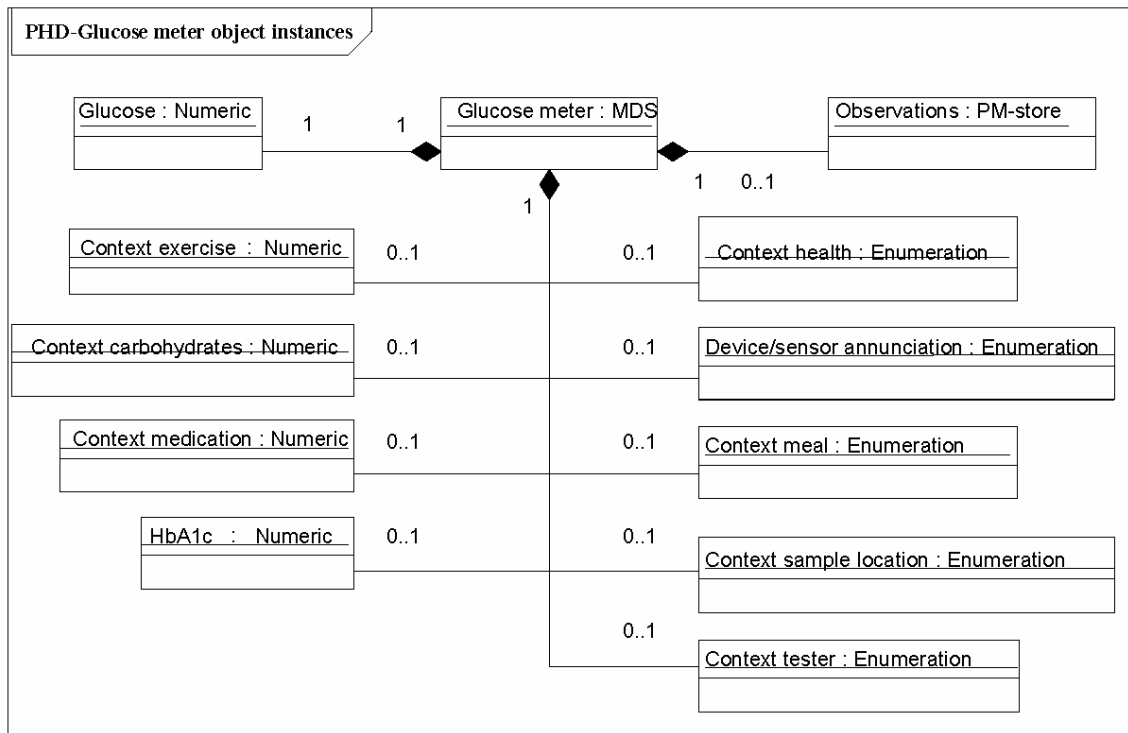 PHD-Glucose meter object instances
Glucose : Numeric
1
1
Glucose meter : MDS
Observations : PM-store
1
0..1
1
Context exercise : Numeric
0..1
0..1
Context health : Enumeration
Context carbohydrates : Numeric
0..1
0..1
Device/sensor annunciation : Enumeration
Context medication : Numeric
0..1
0..1
Context meal : Enumeration
HbA1c : Numeric
0..1
0..1
Context sample location : Enumeration
0..1
Context tester : Enumeration